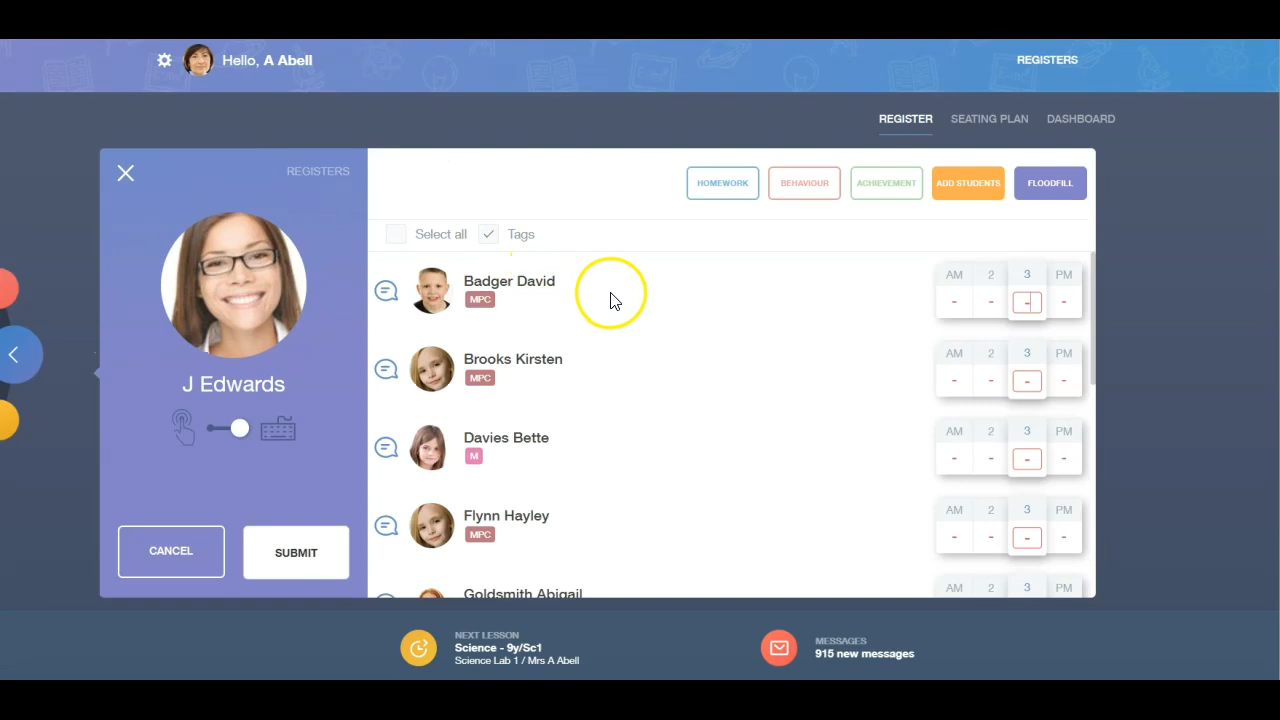 Hello, A Abell
REGISTERS
REGISTER SEATING PLAN DASHBOARD
REGISTERS
J Edwards
CANCEL SUBMIT
HOMEWORK BEHAVIOUR ACHIEVEMENT ADD STUDENTS FLOODFILL
Select all Tags
Badger David
MPC
AM 2 3 PM
- - - -
Brooks Kirsten
MPC
AM 2 3 PM
- - - -
Davies Bette
M
AM 2 3 PM
- - - -
Flynn Hayley
MPC
AM 2 3 PM
- - - -
Goldsmith Abigail
AM 2 3 PM
NEXT LESSON
Science - 9y/Sc1
Science Lab 1 / Mrs A Abell
MESSAGES
915 new messages